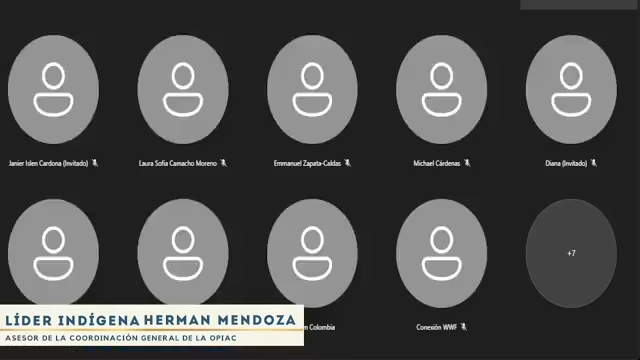 Janier Islen Cardona (Invitado)
Laura Sofia Camacho Moreno
Emmanuel Zapata-Caldas
Michael Cárdenas
Diana (Invitado)
+7
Colombia
Conexión WWF
LÍDER INDÍGENA HERMAN MENDOZA
ASESOR DE LA COORDINACIÓN GENERAL DE LA OPIAC